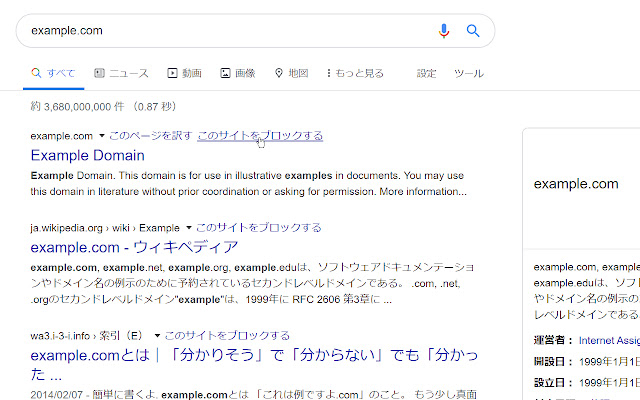 example.com
すべて ニュース 動画 画像 地図 もっと見る 設定 ツール
約 3,680,000,000 件 （0.87 秒）
example.com このページを訳す このサイトをブロックする
Example Domain
Example Domain. This domain is for use in illustrative examples in documents. You may use
this domain in literature without prior coordination or asking for permission. More information...
ja.wikipedia.org › wiki › Example このサイトをブロックする
example.com - ウィキペディア
example.com, example.net, example.org, example.eduは、ソフトウェアドキュメンテーショ
ンやドメイン名の例示のために予約されているセカンドレベルドメインである。 .com, .net,
.orgのセカンドレベルドメイン"example"は、1999年に RFC 2606 第3章に ...
wa3.i-3-i.info › 索引（E） このサイトをブロックする
example.comとは｜「分かりそう」で「分からない」でも「分かっ
た ...
2014/02/07 - 簡単に書くよ. example.comとは 「これは例ですよ.com」のこと。 もう少し真面
example.com
example.com, example
example.eduは、ソフ
やドメイン名の例示の
ているセカンドレベル
運営者： Internet Assig
開設日： 1999年1月1日
設立日： 1999年1月1日